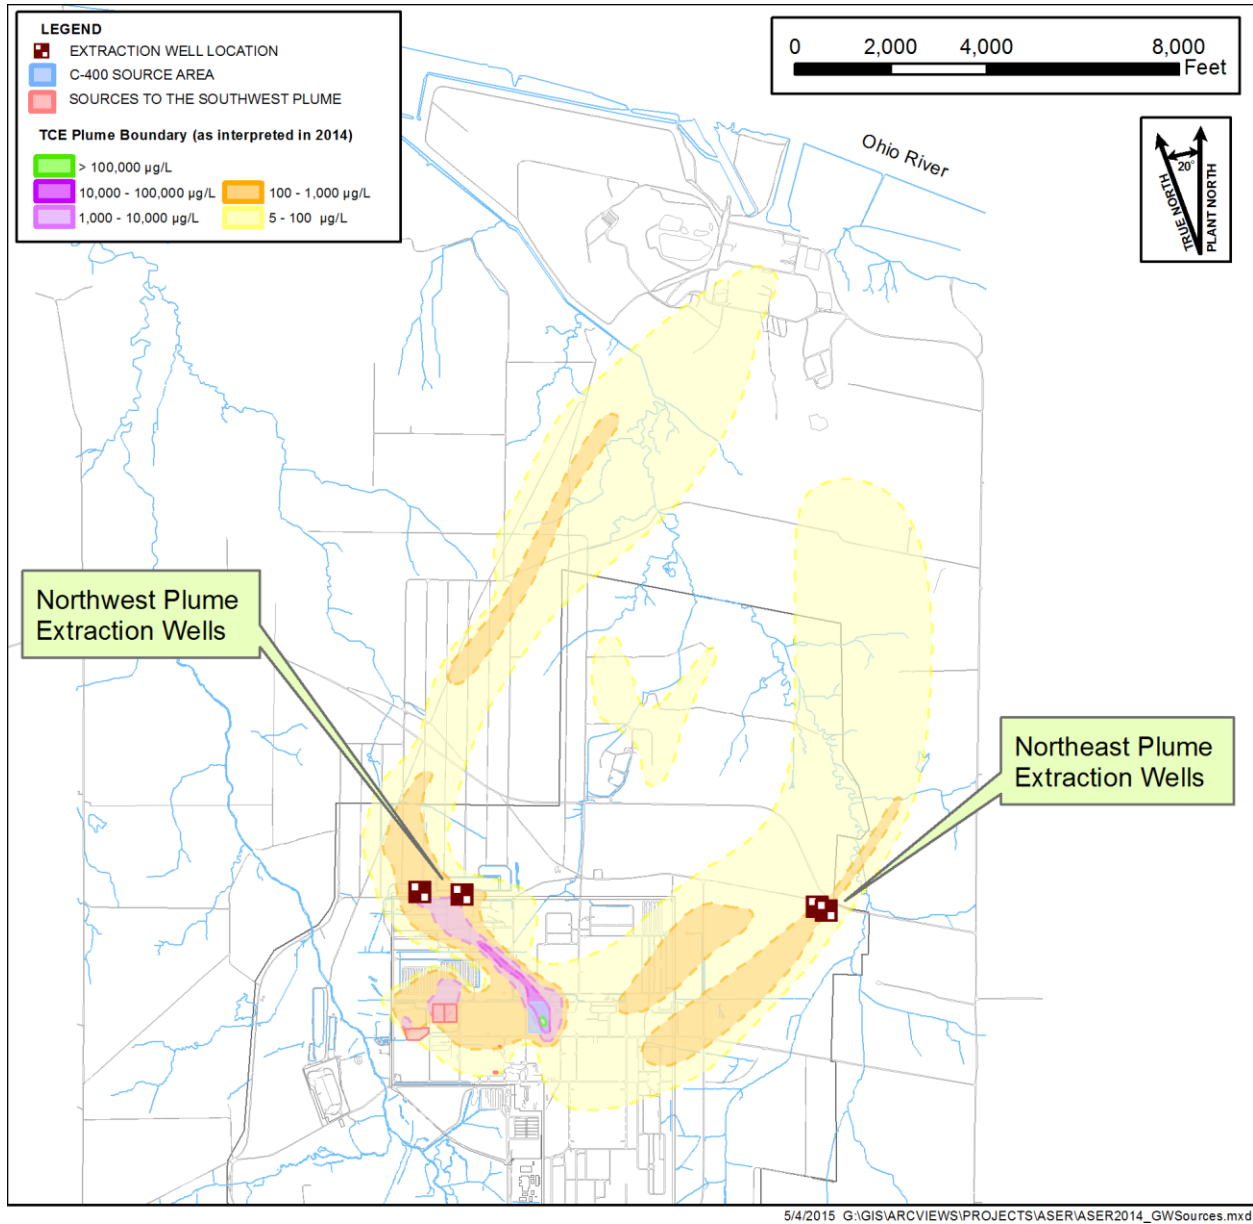 LEGEND
EXTRACTION WELL LOCATION
C-400 SOURCE AREA
SOURCES TO THE SOUTHWEST PLUME
TCE Plume Boundary (as interpreted in 2014)
> 100,000 µg/L
10,000 - 100,000 µg/L
100 - 1,000 µg/L
1,000 - 10,000 µg/L
5 - 100 µg/L
0 2,000 4,000 8,000
Feet
Ohio River
20°
TRUE NORTH
PLANT NORTH
Northwest Plume
Extraction Wells
Northeast Plume
Extraction Wells
5/4/2015 G:\GIS\ARCVIEWS\PROJECTS\ASER\ASER2014_GWSources.mxd